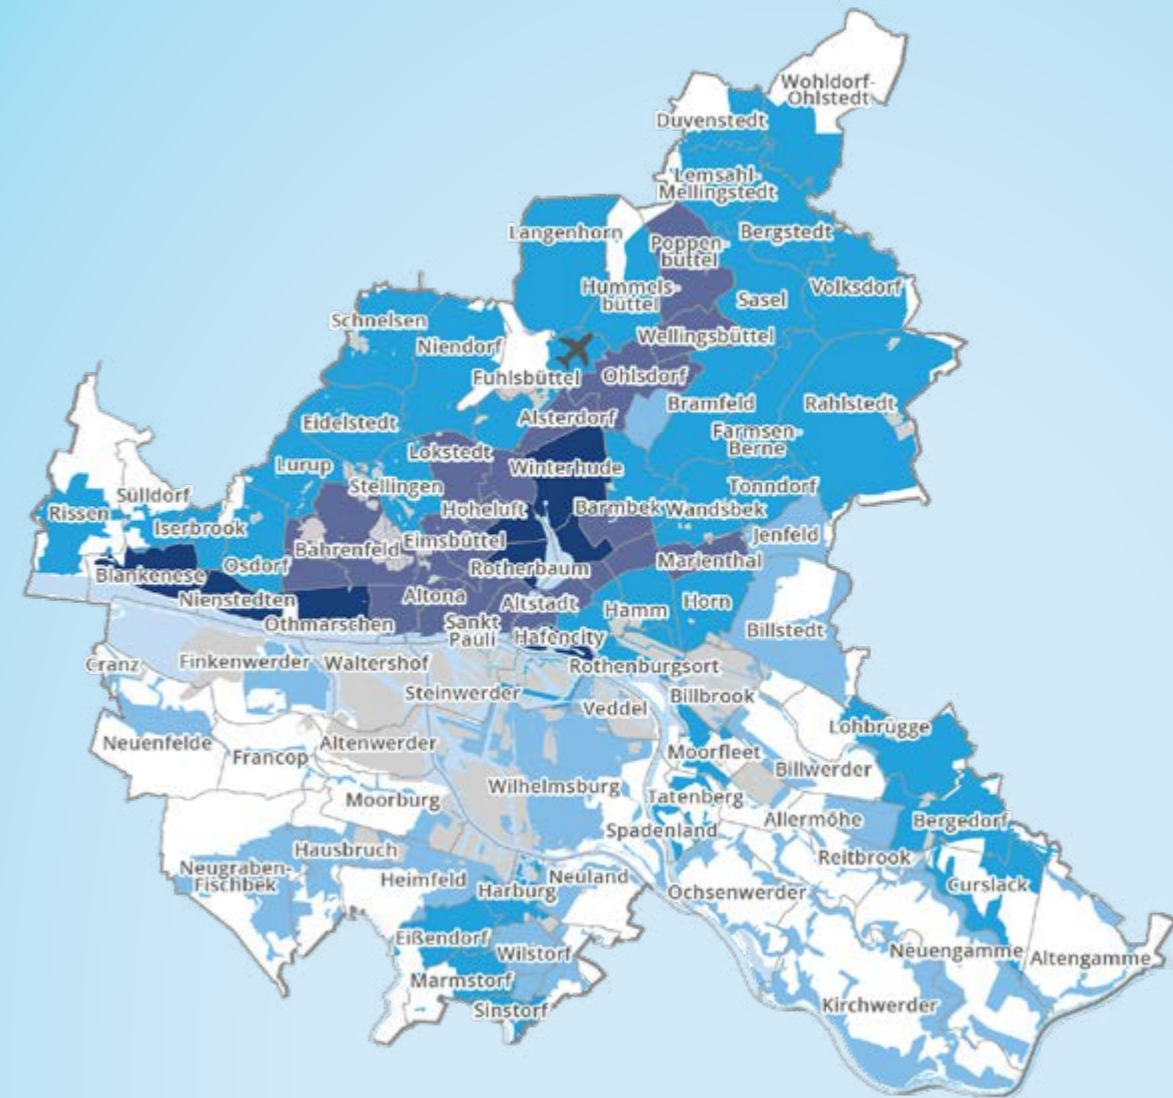 Wohldorf-
Ohlstedt
Duvenstedt
Lemsahl-
Mellingstedt
Langenhorn
Poppen-
büttel
Bergstedt
Hummels-
büttel
Sasel
Volksdorf
Schnelsen
Niendorf
Wellingsbüttel
Fuhlsbüttel
Ohlsdorf
Alsterdorf
Bramfeld
Rahlstedt
Eidelstedt
Farmsen-
Berne
Lokstedt
Lurup
Winterhude
Stellingen
Tonndorf
Sülldorf
Rissen
Hoheluft
Barmbek
Wandsbek
Iserbrook
Jenfeld
Eimsbüttel
Bahrenfeld
Marienthal
Osdorf
Rotherbaum
Blankenese
Nienstedten
Altona
Altstadt
Hamm
Horn
Othmarschen
Sankt
Pauli
Hafencity
Billstedt
Cranz
Finkenwerder
Waltershof
Rothenburgsort
Steinwerder
Billbrook
Veddel
Lohbrügge
Neuenfelde
Francop
Altenwerder
Moorfleet
Billwerder
Wilhelmsburg
Moorburg
Tatenberg
Allermöhe
Bergedorf
Spadenland
Hausbruch
Reitbrook
Neugraben-
Fischbek
Heimfeld
Harburg
Neuland
Ochsenwerder
Curslack
Eißendorf
Wilstorf
Neuengamme
Altengamme
Marmstorf
Sinstorf
Kirchwerder